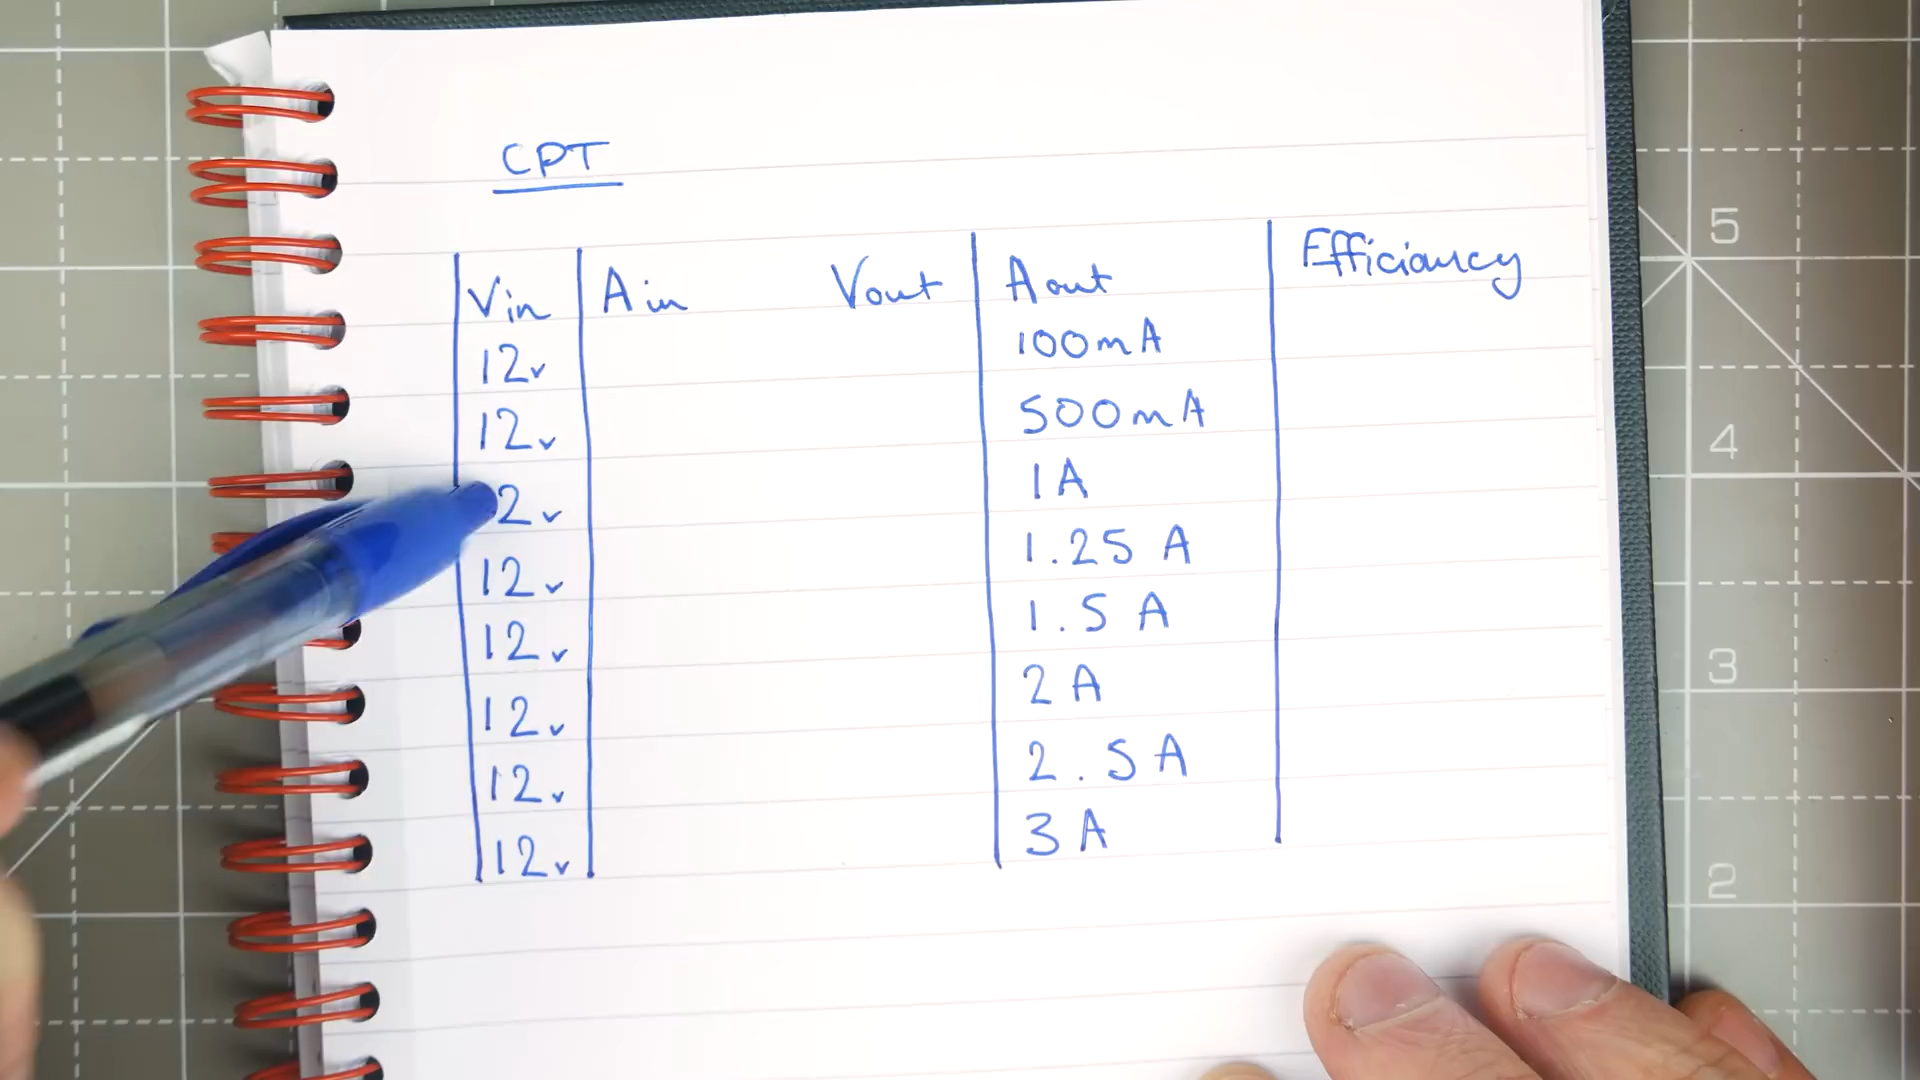 CPT
Vin Ain Vout Aout Efficiancy
12v 100mA
12v 500mA
2v 1A
12v 1.25 A
12v 1.5 A
12v 2 A
12v 2.5A
12v 3 A
5
4
3
2